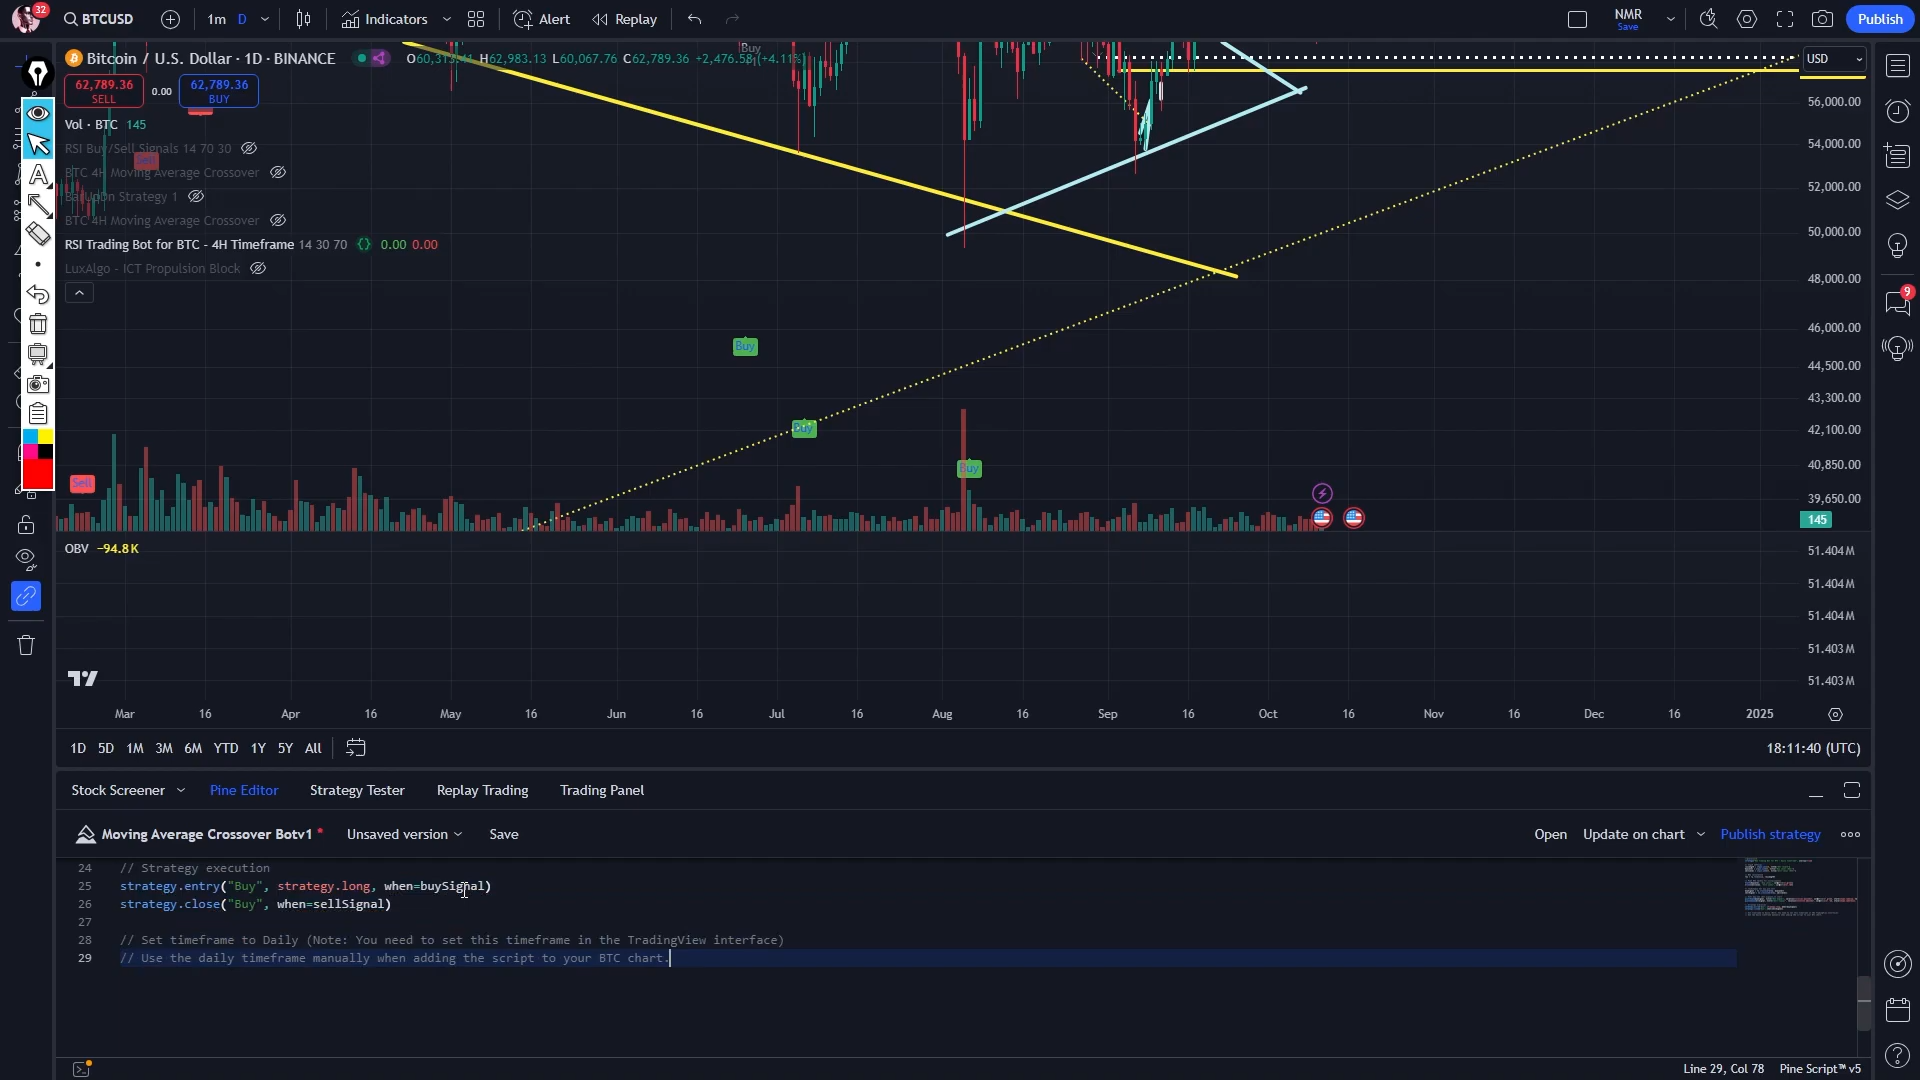 32
BTCUSD
1m
D
Indicators
Alert
Replay
NMR
Save
Publish
Buy
Bitcoin / U.S. Dollar · 1D · BINANCE
H62,983.13 L60,067.76 C62,789.36
USD
62,789.36
SELL
0.00
62,789.36
BUY
56,000.00
Vol · BTC 145
54,000.00
RSI Buy/Sell Signals 14 70 30
Sell
BTC 4H Moving Average Crossover
52,000.00
BarUpDn Strategy 1
BTC 4H Moving Average Crossover
50,000.00
RSI Trading Bot for BTC - 4H Timeframe 14 30 70 {} 0.00 0.00
LuxAlgo - ICT Propulsion Block
48,000.00
9
46,000.00
Buy
44,500.00
43,300.00
Buy
42,100.00
Buy
40,850.00
Sell
39,650.00
145
OBV −94.8K
51.404M
51.404M
51.404M
51.403M
51.403M
Mar 16 Apr 16 May 16 Jun 16 Jul 16 Aug 16 Sep 16 Oct 16 Nov 16 Dec 16 2025
1D 5D 1M 3M 6M YTD 1Y 5Y All
18:11:40 (UTC)
Stock Screener Pine Editor Strategy Tester Replay Trading Trading Panel
Moving Average Crossover Botv1 * Unsaved version Save
Open Update on chart Publish strategy
24 // Strategy execution
25 strategy.entry("Buy", strategy.long, when=buySignal)
26 strategy.close("Buy", when=sellSignal)
27
28 // Set timeframe to Daily (Note: You need to set this timeframe in the TradingView interface)
29 // Use the daily timeframe manually when adding the script to your BTC chart.
Line 29, Col 78 Pine Script™ v5